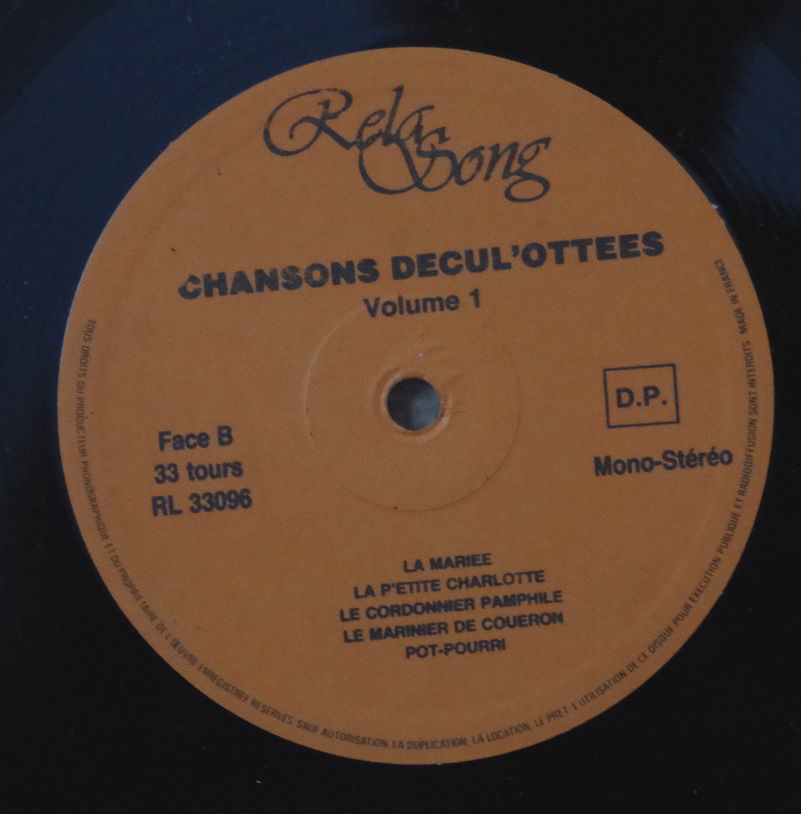 Rela Song
CHANSONS DECUL'OTTEES
Volume 1
D.P.
Mono-Stéréo
Face B
33 tours
RL 33096
LA MARIEE
LA P'ETITE CHARLOTTE
LE CORDONNIER PAMPHILE
LE MARINIER DE COUERON
POT-POURRI
TOUS DROITS DU PRODUCTEUR PHONOGRAPHIQUE ET DU PROPRIETAIRE DE L'ŒUVRE ENREGISTREE RESERVES. SAUF AUTORISATION, LA DUPLICATION, LA LOCATION, LE PRET L'UTILISATION DE CE DISQUE POUR EXECUTION PUBLIQUE ET RADIODIFFUSION SONT INTERDITS MADE IN FRANCE